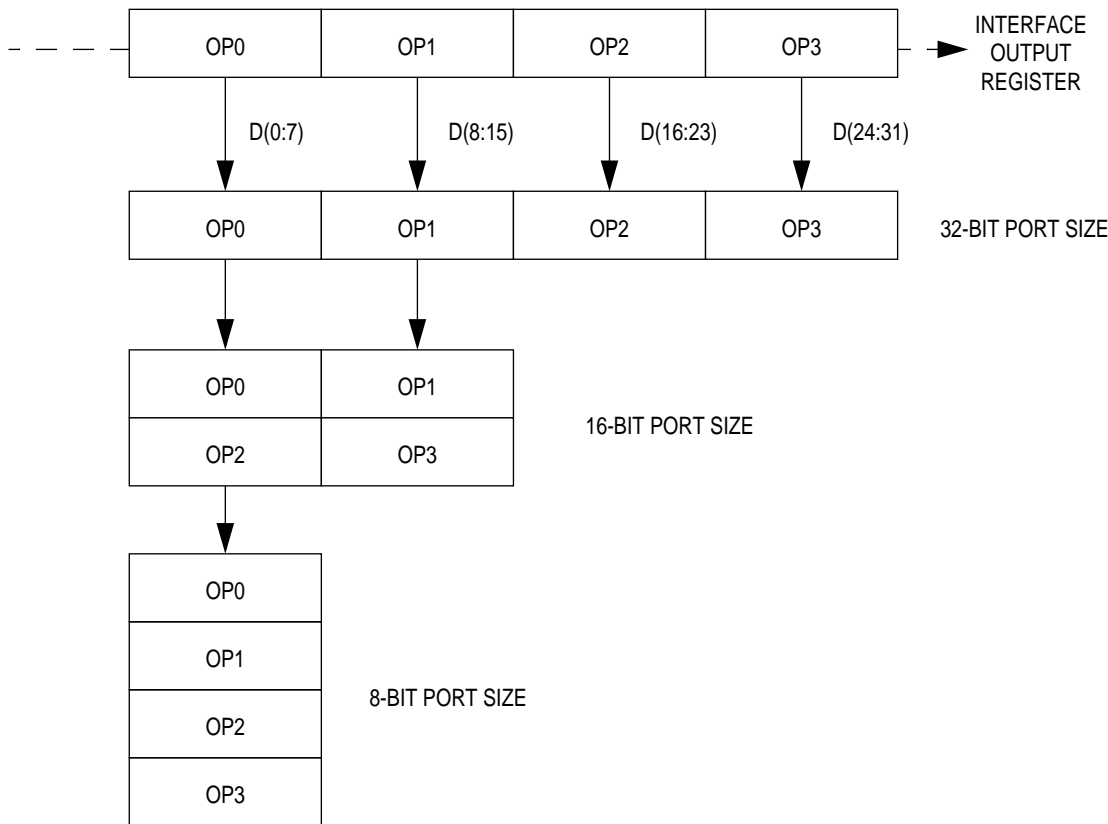 OP0 OP1 OP2 OP3
INTERFACE
OUTPUT
REGISTER
D(0:7) D(8:15) D(16:23) D(24:31)
OP0 OP1 OP2 OP3 32-BIT PORT SIZE
OP0 OP1
16-BIT PORT SIZE
OP2 OP3
OP0
OP1
8-BIT PORT SIZE
OP2
OP3